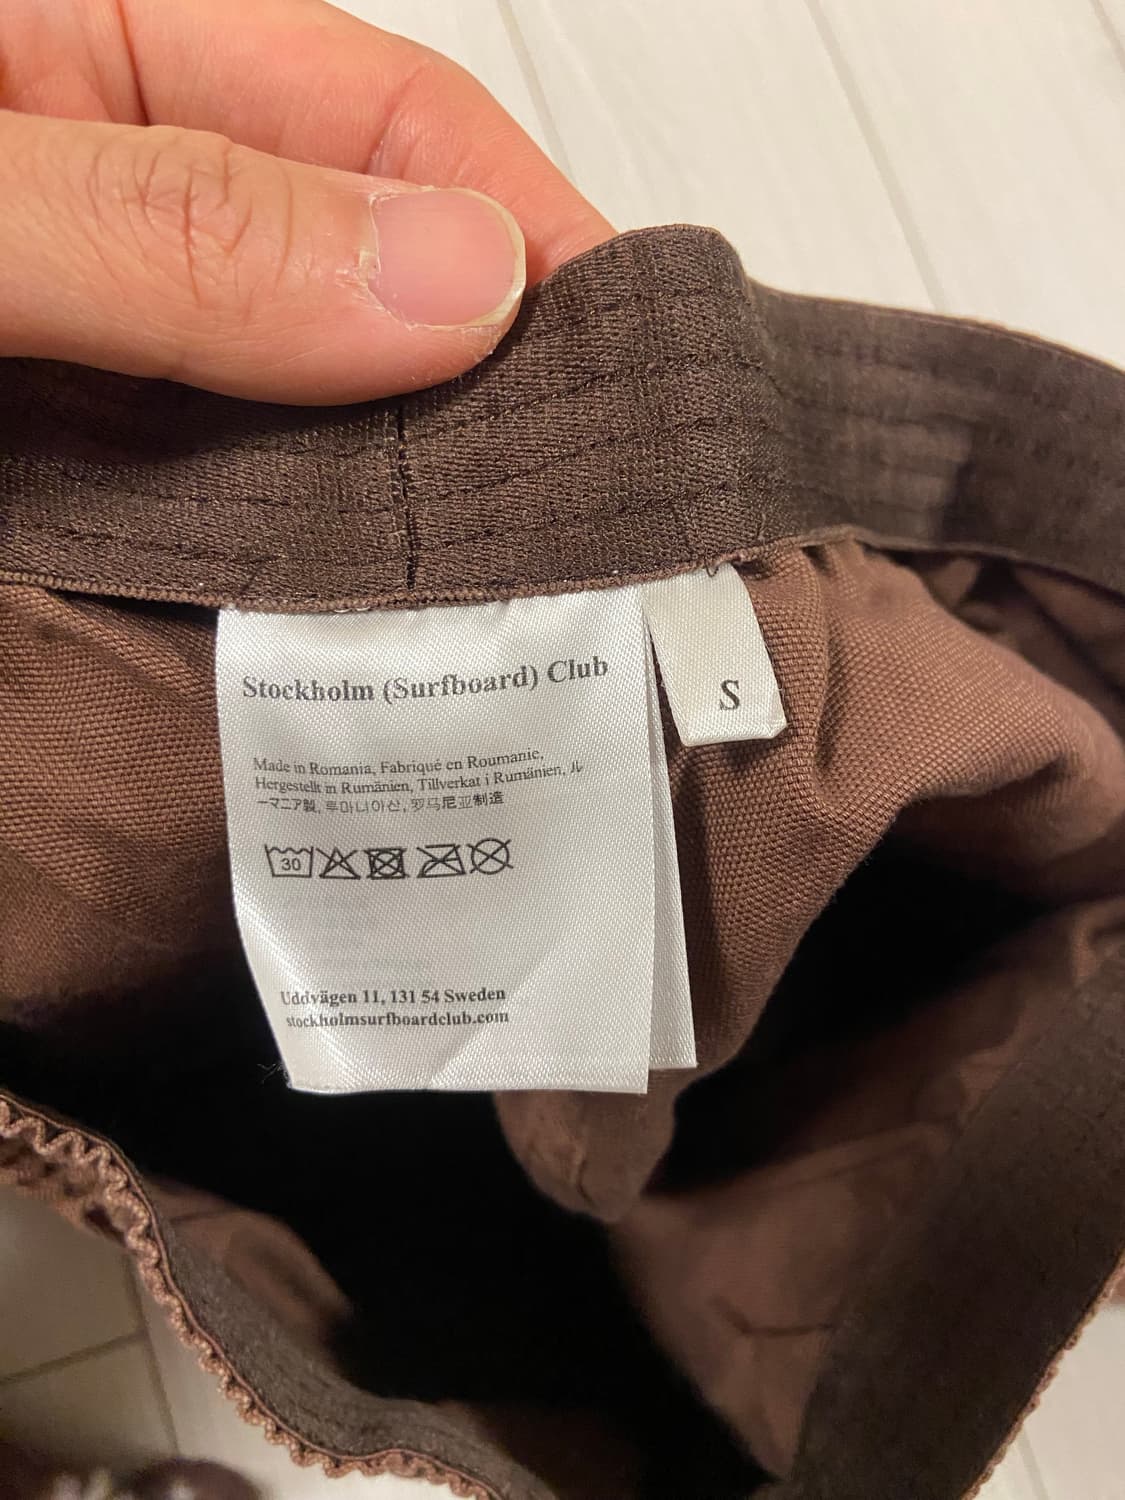 Stockholm (Surfboard) Club
S
Made in Romania, Fabriqué en Roumanie,
Hergestellt in Rumänien, Tillverkat i Rumänien, ル
ーマニア製, 루마니아산, 罗马尼亚制造
30
Uddvägen 11, 131 54 Sweden
stockholmsurfboardclub.com